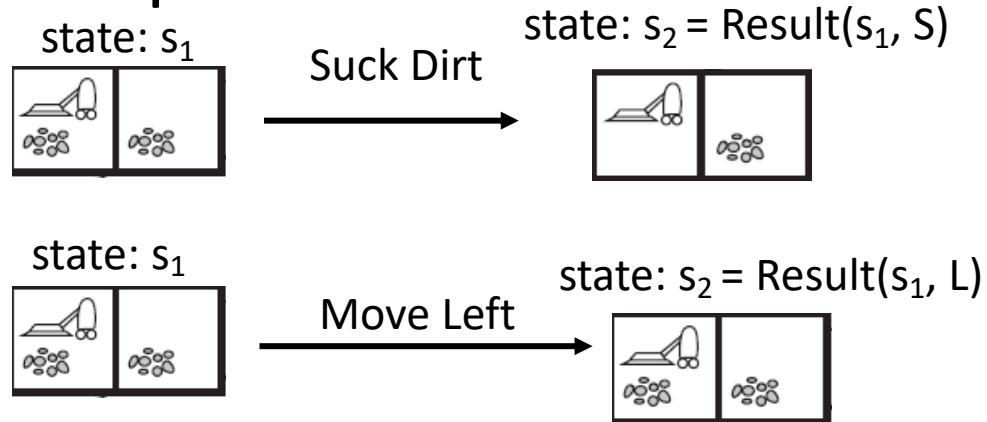 state: s₁
Suck Dirt
state: s₂ = Result(s₁, S)
state: s₁
Move Left
state: s₂ = Result(s₁, L)